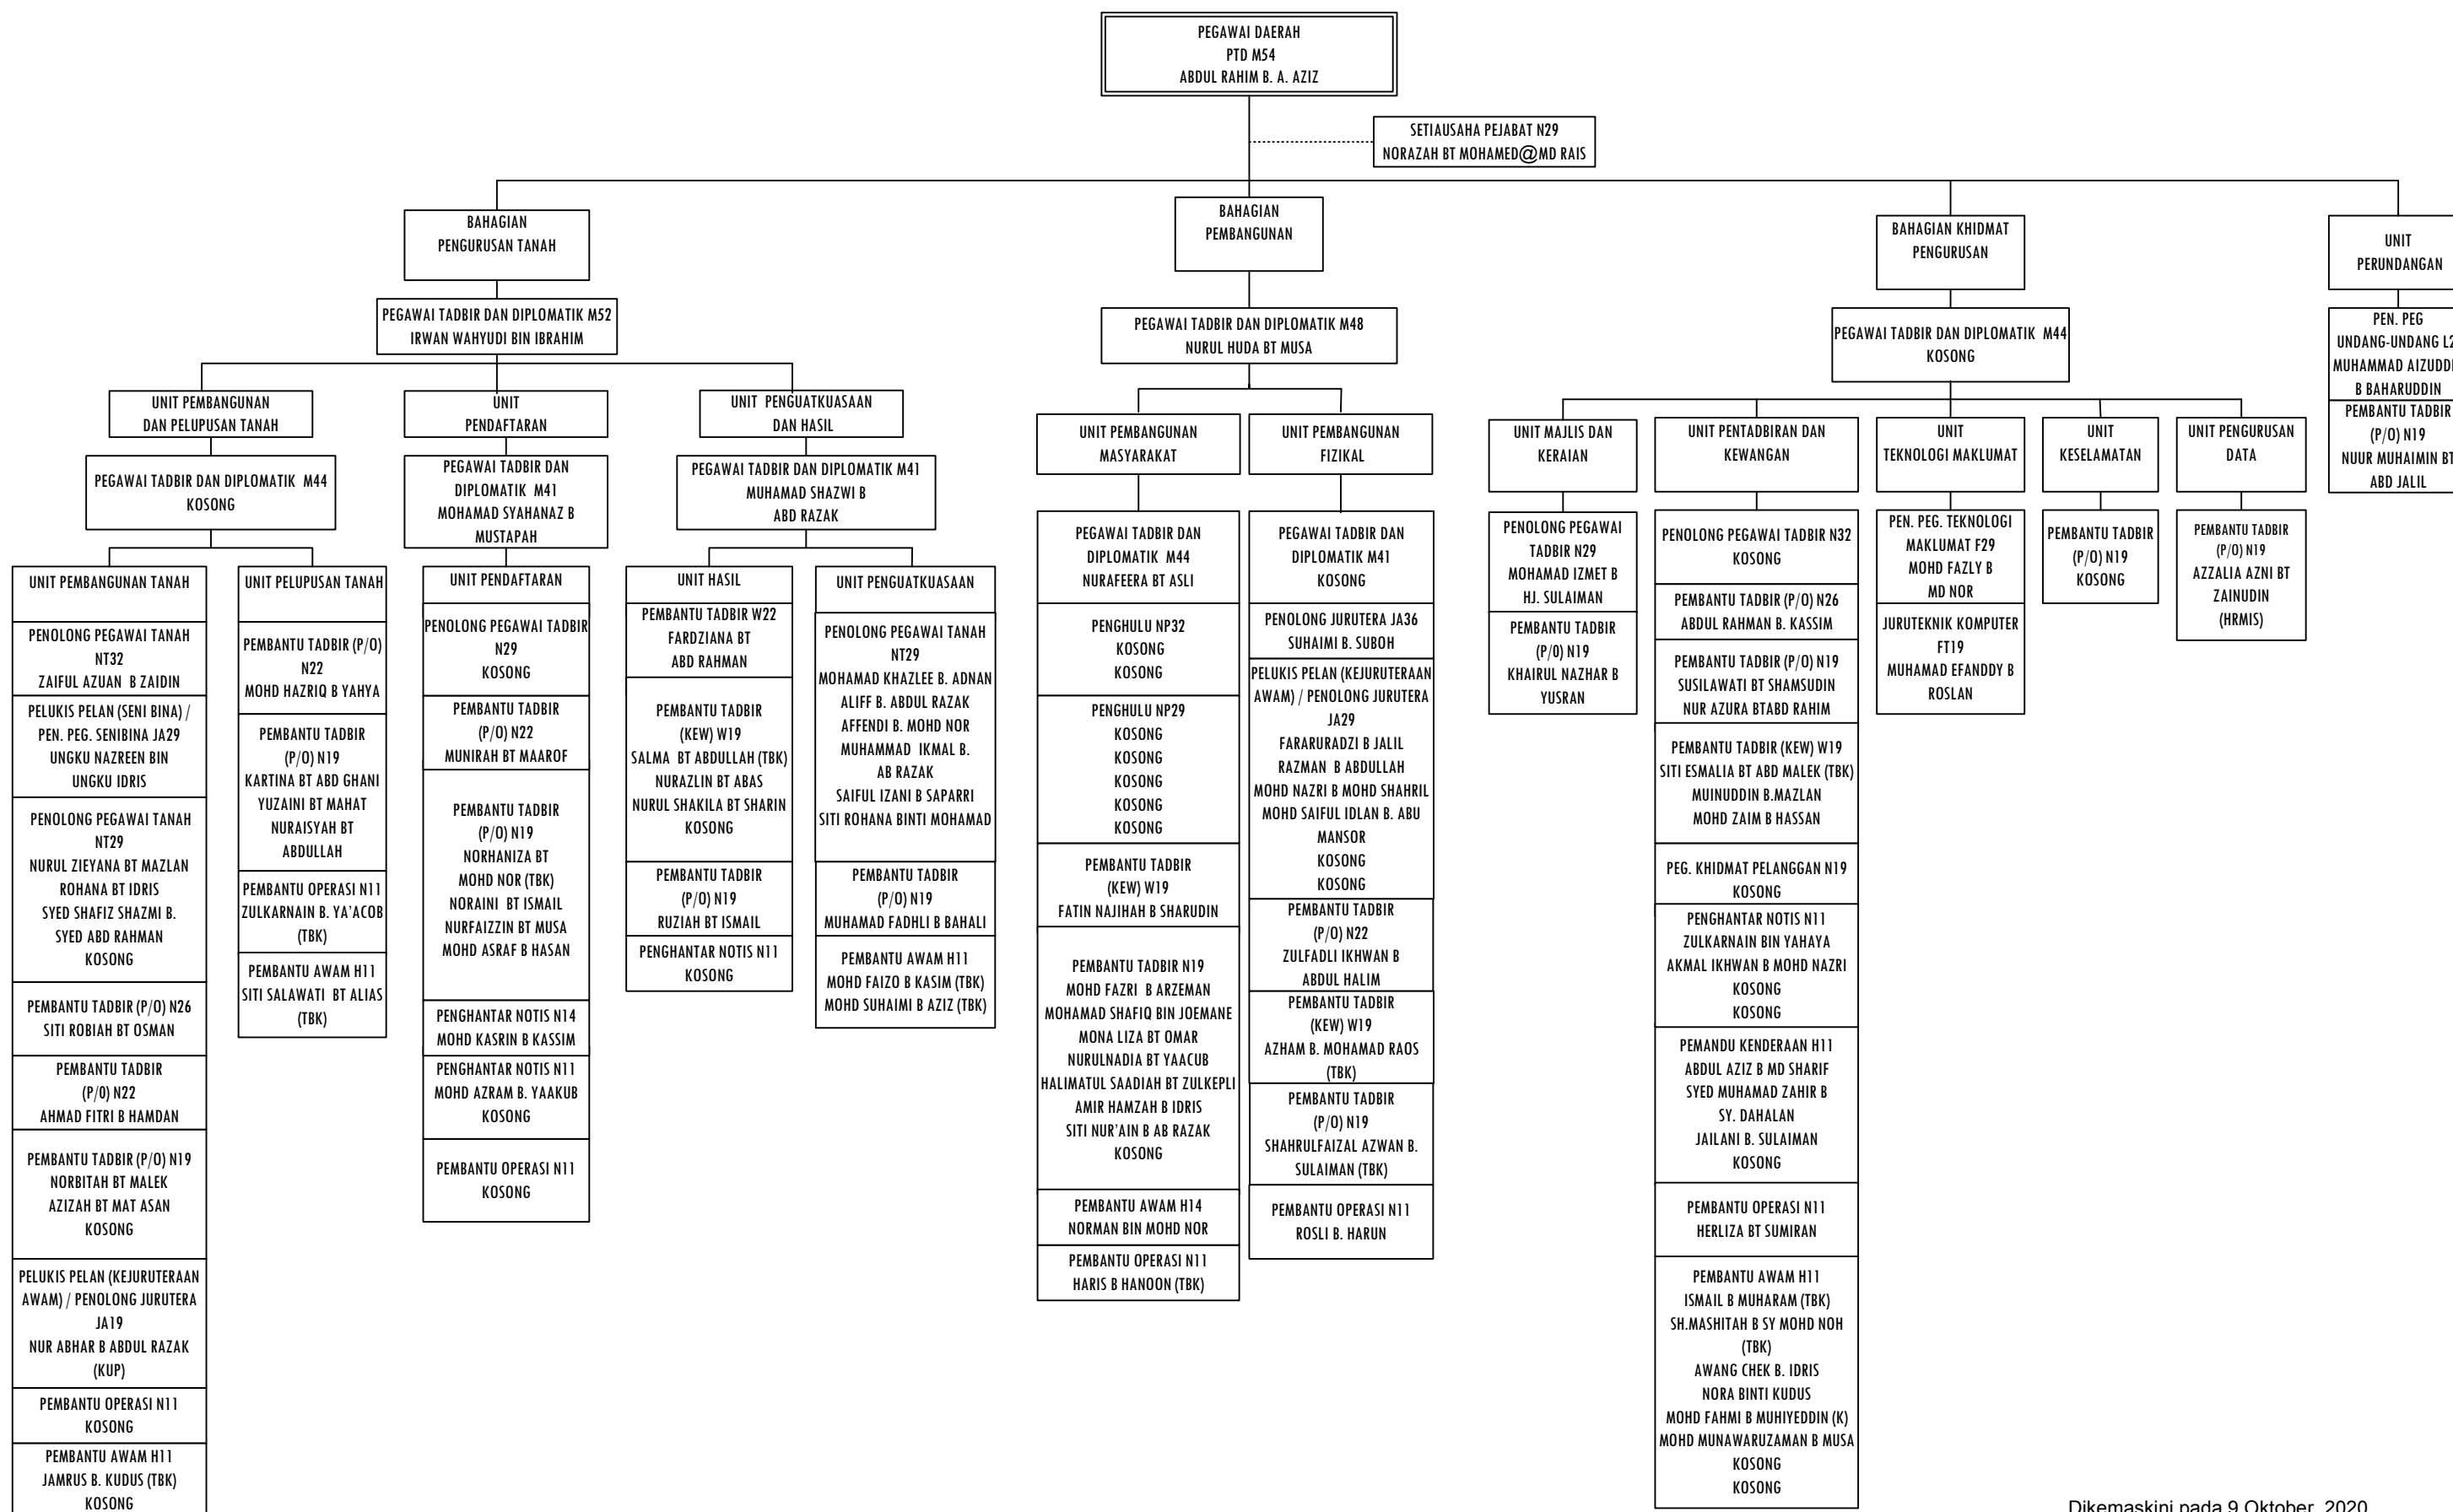 PEGAWAI DAERAH
PTD M54
ABDUL RAHIM B. A. AZIZ
SETIAUSAHA PEJABAT N29
NORAZAH BT MOHAMED@MD RAIS
BAHAGIAN
PENGURUSAN TANAH
PEGAWAI TADBIR DAN DIPLOMATIK M52
IRWAN WAHYUDI BIN IBRAHIM
UNIT PEMBANGUNAN
DAN PELUPUSAN TANAH
PEGAWAI TADBIR DAN DIPLOMATIK M44
KOSONG
UNIT PEMBANGUNAN TANAH
PENOLONG PEGAWAI TANAH
NT32
ZAIFUL AZUAN B ZAIDIN
PELUKIS PELAN (SENI BINA) /
PEN. PEG. SENIBINA JA29
UNGKU NAZREEN BIN
UNGKU IDRIS
PENOLONG PEGAWAI TANAH
NT29
NURUL ZIEYANA BT MAZLAN
ROHANA BT IDRIS
SYED SHAFIZ SHAZMI B.
SYED ABD RAHMAN
KOSONG
PEMBANTU TADBIR (P/O) N26
SITI ROBIAH BT OSMAN
PEMBANTU TADBIR
(P/O) N22
AHMAD FITRI B HAMDAN
PEMBANTU TADBIR (P/O) N19
NORBITAH BT MALEK
AZIZAH BT MAT ASAN
KOSONG
PELUKIS PELAN (KEJURUTERAAN
AWAM) / PENOLONG JURUTERA
JA19
NUR ABHAR B ABDUL RAZAK
(KUP)
PEMBANTU OPERASI N11
KOSONG
PEMBANTU AWAM H11
JAMRUS B. KUDUS (TBK)
KOSONG
UNIT PELUPUSAN TANAH
PEMBANTU TADBIR (P/O)
N22
MOHD HAZRIQ B YAHYA
PEMBANTU TADBIR
(P/O) N19
KARTINA BT ABD GHANI
YUZAINI BT MAHAT
NURAISYAH BT
ABDULLAH
PEMBANTU OPERASI N11
ZULKARNAIN B. YA'ACOB
(TBK)
PEMBANTU AWAM H11
SITI SALAWATI BT ALIAS
(TBK)
UNIT
PENDAFTARAN
PEGAWAI TADBIR DAN
DIPLOMATIK M41
MOHAMAD SYAHANAZ B
MUSTAPAH
UNIT PENDAFTARAN
PENOLONG PEGAWAI TADBIR
N29
KOSONG
PEMBANTU TADBIR
(P/O) N22
MUNIRAH BT MAAROF
PEMBANTU TADBIR
(P/O) N19
NORHANIZA BT
MOHD NOR (TBK)
NORAINI BT ISMAIL
NURFAIZZIN BT MUSA
MOHD ASRAF B HASAN
PENGHANTAR NOTIS N14
MOHD KASRIN B KASSIM
PENGHANTAR NOTIS N11
MOHD AZRAM B. YAAKUB
KOSONG
PEMBANTU OPERASI N11
KOSONG
UNIT PENGUATKUASAAN
DAN HASIL
PEGAWAI TADBIR DAN DIPLOMATIK M41
MUHAMAD SHAZWI B
ABD RAZAK
UNIT HASIL
PEMBANTU TADBIR W22
FARDZIANA BT
ABD RAHMAN
PEMBANTU TADBIR
(KEW) W19
SALMA BT ABDULLAH (TBK)
NURAZLIN BT ABAS
NURUL SHAKILA BT SHARIN
KOSONG
PEMBANTU TADBIR
(P/O) N19
RUZIAH BT ISMAIL
PENGHANTAR NOTIS N11
KOSONG
UNIT PENGUATKUASAAN
PENOLONG PEGAWAI TANAH
NT29
MOHAMAD KHAZLEE B. ADNAN
ALIFF B. ABDUL RAZAK
AFFENDI B. MOHD NOR
MUHAMMAD IKMAL B.
AB RAZAK
SAIFUL IZANI B SAPARRI
SITI ROHANA BINTI MOHAMAD
PEMBANTU TADBIR
(P/O) N19
MUHAMAD FADHLI B BAHALI
PEMBANTU AWAM H11
MOHD FAIZO B KASIM (TBK)
MOHD SUHAIMI B AZIZ (TBK)
BAHAGIAN
PEMBANGUNAN
PEGAWAI TADBIR DAN DIPLOMATIK M48
NURUL HUDA BT MUSA
UNIT PEMBANGUNAN
MASYARAKAT
PEGAWAI TADBIR DAN
DIPLOMATIK M44
NURAFEERA BT ASLI
PENGHULU NP32
KOSONG
KOSONG
PENGHULU NP29
KOSONG
KOSONG
KOSONG
KOSONG
KOSONG
PEMBANTU TADBIR
(KEW) W19
FATIN NAJIHAH B SHARUDIN
PEMBANTU TADBIR N19
MOHD FAZRI B ARZEMAN
MOHAMAD SHAFIQ BIN JOEMANE
MONA LIZA BT OMAR
NURULNADIA BT YAACUB
HALIMATUL SAADIAH BT ZULKEPLI
AMIR HAMZAH B IDRIS
SITI NUR'AIN B AB RAZAK
KOSONG
PEMBANTU AWAM H14
NORMAN BIN MOHD NOR
PEMBANTU OPERASI N11
HARIS B HANOON (TBK)
UNIT PEMBANGUNAN
FIZIKAL
PEGAWAI TADBIR DAN
DIPLOMATIK M41
KOSONG
PENOLONG JURUTERA JA36
SUHAIMI B. SUBOH
PELUKIS PELAN (KEJURUTERAAN
AWAM) / PENOLONG JURUTERA
JA29
FARARURADZI B JALIL
RAZMAN B ABDULLAH
MOHD NAZRI B MOHD SHAHRIL
MOHD SAIFUL IDLAN B. ABU
MANSOR
KOSONG
KOSONG
PEMBANTU TADBIR
(P/O) N22
ZULFADLI IKHWAN B
ABDUL HALIM
PEMBANTU TADBIR
(KEW) W19
AZHAM B. MOHAMAD RAOS
(TBK)
PEMBANTU TADBIR
(P/O) N19
SHAHRULFAIZAL AZWAN B.
SULAIMAN (TBK)
PEMBANTU OPERASI N11
ROSLI B. HARUN
BAHAGIAN KHIDMAT
PENGURUSAN
PEGAWAI TADBIR DAN DIPLOMATIK M44
KOSONG
UNIT MAJLIS DAN
KERAIAN
PENOLONG PEGAWAI
TADBIR N29
MOHAMAD IZMET B
HJ. SULAIMAN
PEMBANTU TADBIR
(P/0) N19
KHAIRUL NAZHAR B
YUSRAN
UNIT PENTADBIRAN DAN
KEWANGAN
PENOLONG PEGAWAI TADBIR N32
KOSONG
PEMBANTU TADBIR (P/O) N26
ABDUL RAHMAN B. KASSIM
PEMBANTU TADBIR (P/O) N19
SUSILAWATI BT SHAMSUDIN
NUR AZURA BTABD RAHIM
PEMBANTU TADBIR (KEW) W19
SITI ESMALIA BT ABD MALEK (TBK)
MUINUDDIN B.MAZLAN
MOHD ZAIM B HASSAN
PEG. KHIDMAT PELANGGAN N19
KOSONG
PENGHANTAR NOTIS N11
ZULKARNAIN BIN YAHAYA
AKMAL IKHWAN B MOHD NAZRI
KOSONG
KOSONG
PEMANDU KENDERAAN H11
ABDUL AZIZ B MD SHARIF
SYED MUHAMAD ZAHIR B
SY. DAHALAN
JAILANI B. SULAIMAN
KOSONG
PEMBANTU OPERASI N11
HERLIZA BT SUMIRAN
PEMBANTU AWAM H11
ISMAIL B MUHARAM (TBK)
SH.MASHITAH B SY MOHD NOH
(TBK)
AWANG CHEK B. IDRIS
NORA BINTI KUDUS
MOHD FAHMI B MUHIYEDDIN (K)
MOHD MUNAWARUZAMAN B MUSA
KOSONG
KOSONG
UNIT
TEKNOLOGI MAKLUMAT
PEN. PEG. TEKNOLOGI
MAKLUMAT F29
MOHD FAZLY B
MD NOR
JURUTEKNIK KOMPUTER
FT19
MUHAMAD EFANDDY B
ROSLAN
UNIT
KESELAMATAN
PEMBANTU TADBIR
(P/O) N19
KOSONG
UNIT PENGURUSAN
DATA
PEMBANTU TADBIR
(P/O) N19
AZZALIA AZNI BT
ZAINUDIN
(HRMIS)
UNIT
PERUNDANGAN
PEN. PEG
UNDANG-UNDANG L2
MUHAMMAD AIZUDD
B BAHARUDDIN
PEMBANTU TADBIR
(P/O) N19
NUUR MUHAIMIN BT
ABD JALIL
Dikemaskini pada 9 Oktober 2020